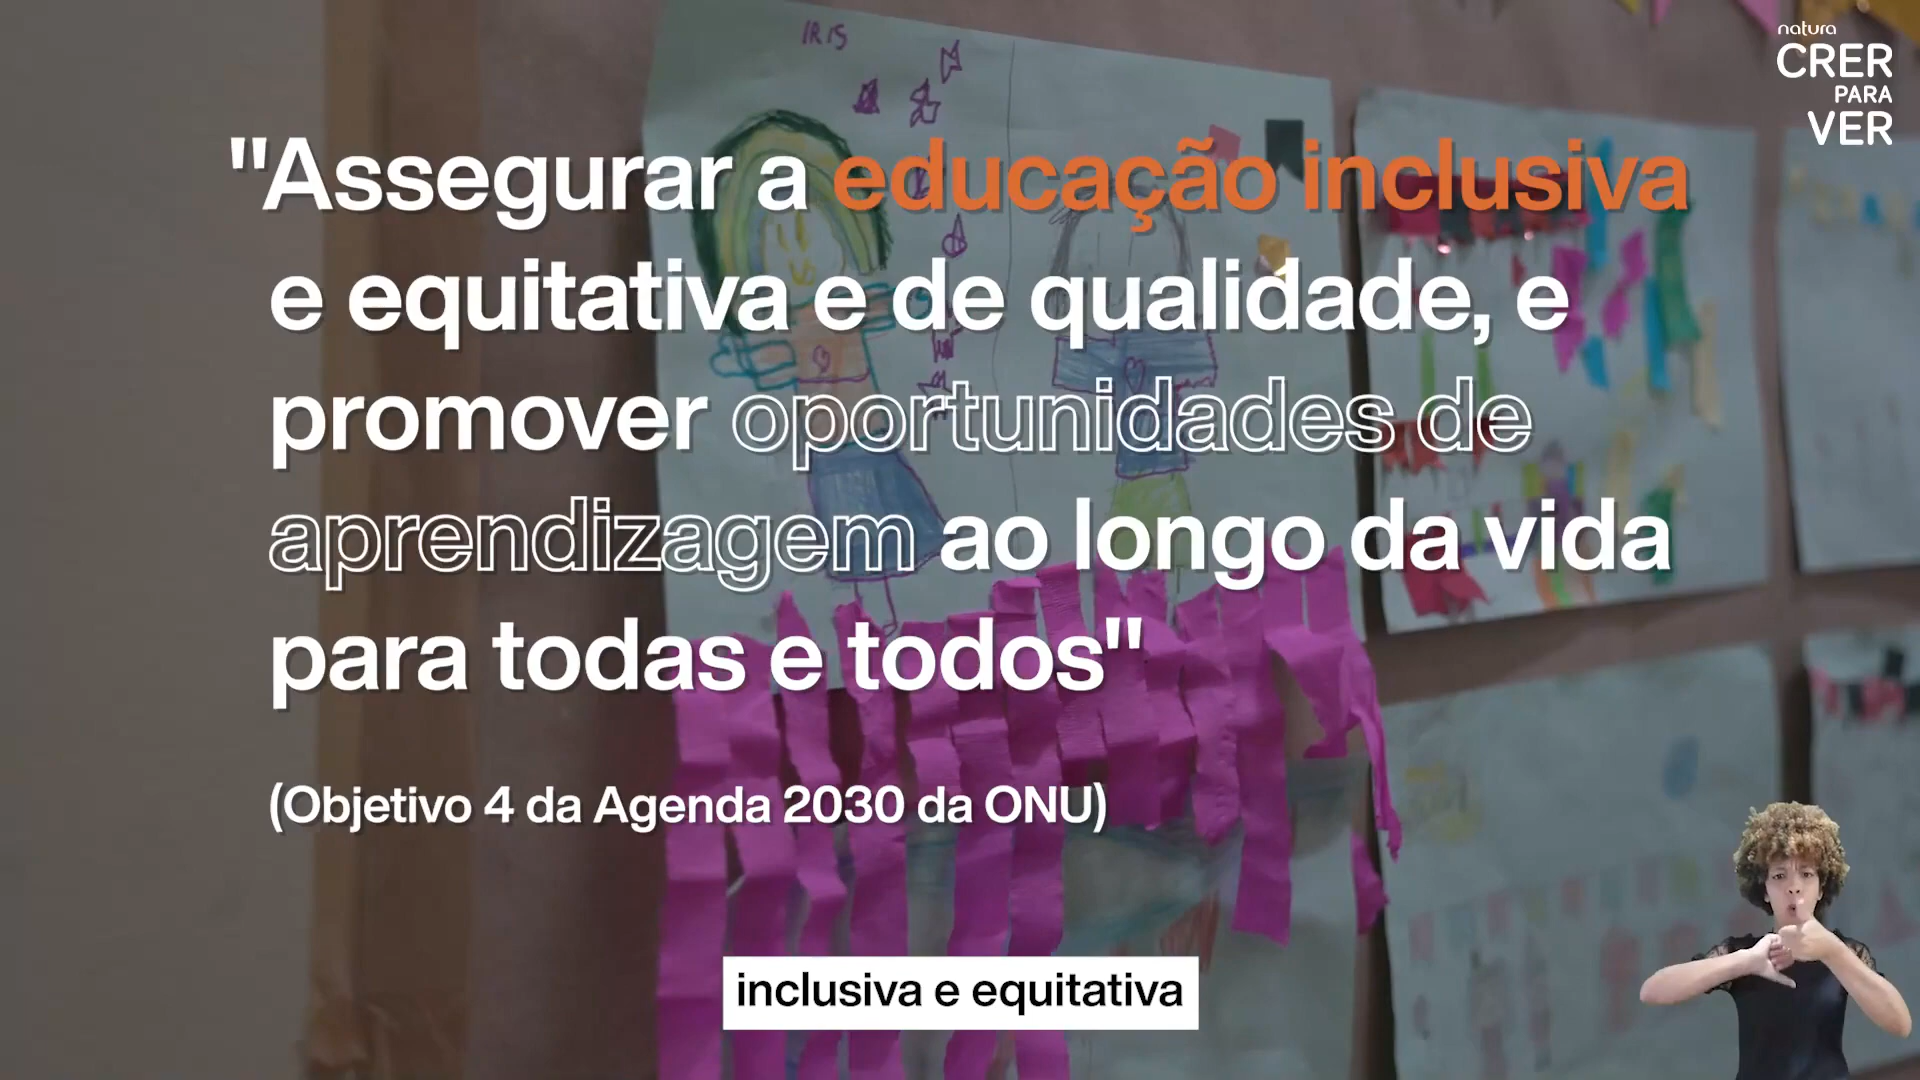 IRIS
natura
CRER
PARA
VER
"Assegurar a educação inclusiva
e equitativa e de qualidade, e
promover oportunidades de
aprendizagem ao longo da vida
para todas e todos"
(Objetivo 4 da Agenda 2030 da ONU)
inclusiva e equitativa